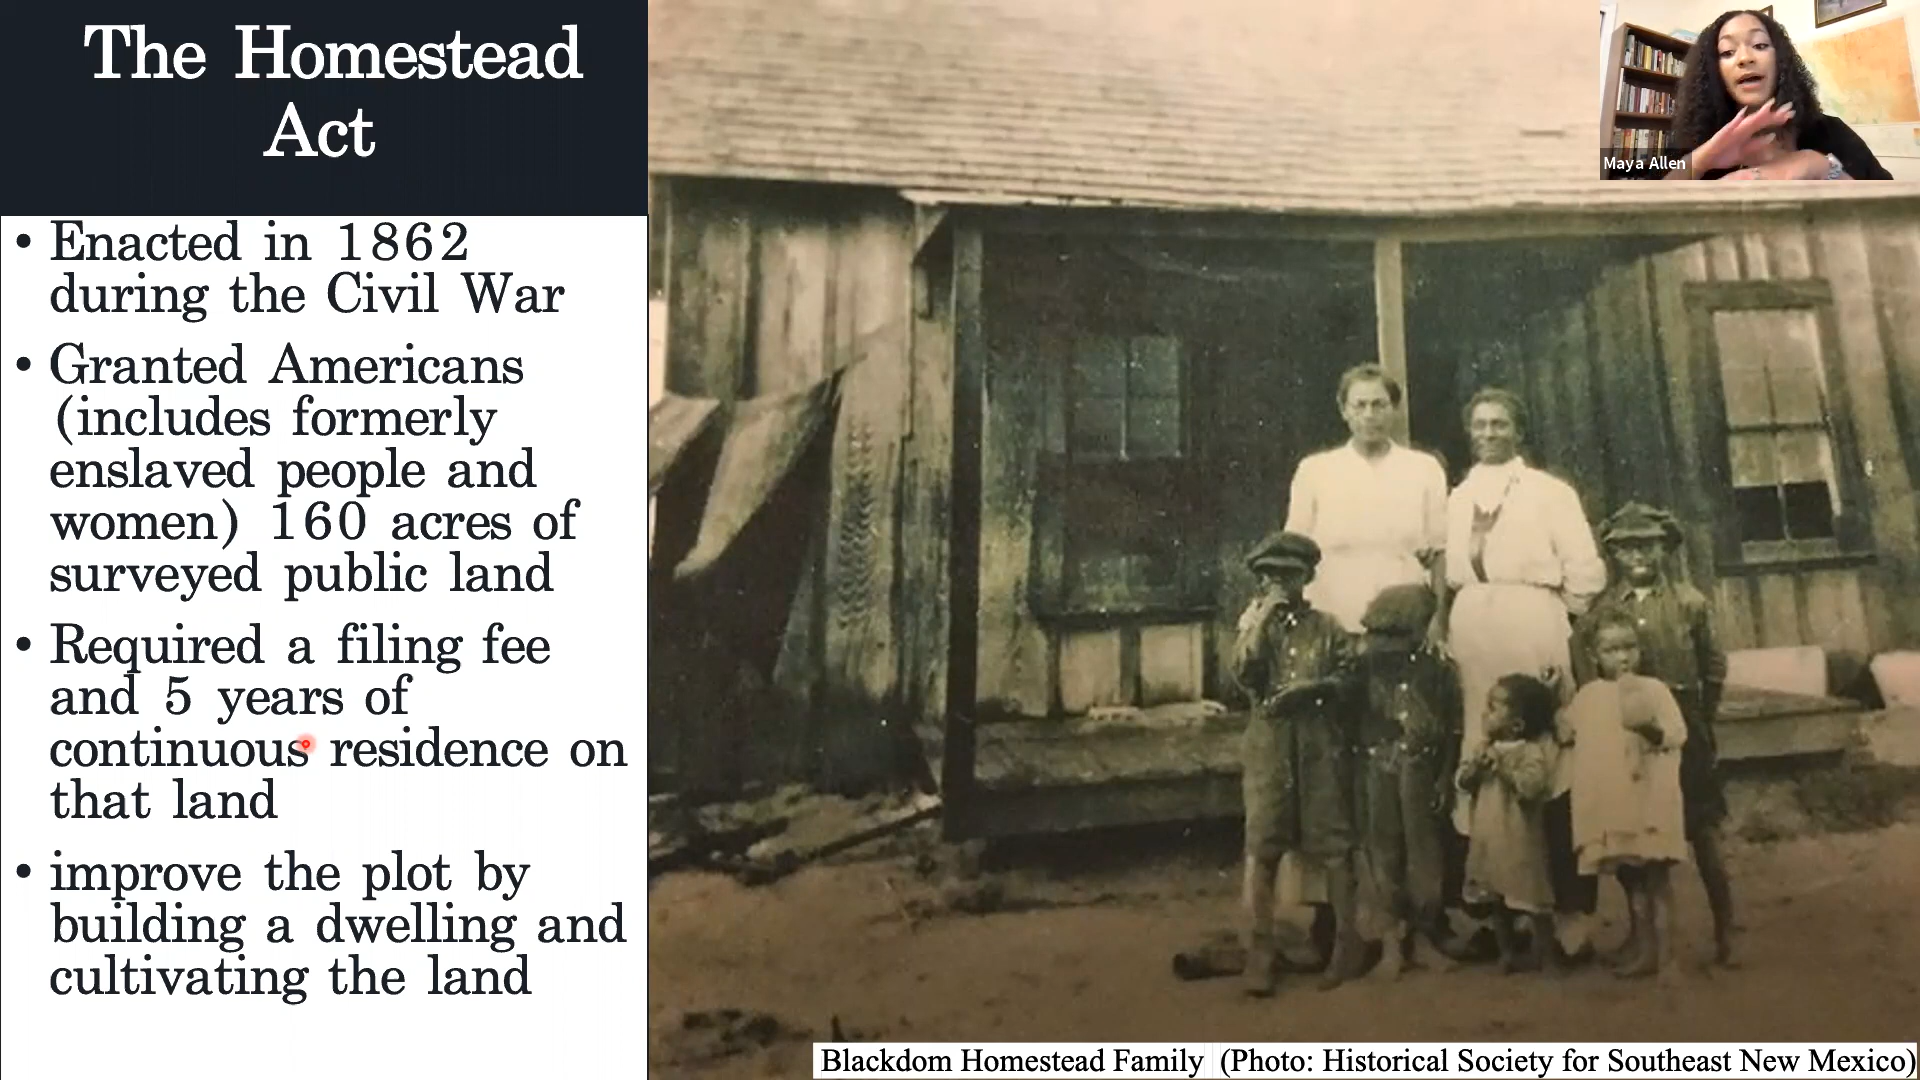 The Homestead
Act
• Enacted in 1862
during the Civil War
• Granted Americans
(includes formerly
enslaved people and
women) 160 acres of
surveyed public land
• Required a filing fee
and 5 years of
continuous residence on
that land
• improve the plot by
building a dwelling and
cultivating the land
Maya Allen
Blackdom Homestead Family (Photo: Historical Society for Southeast New Mexico)